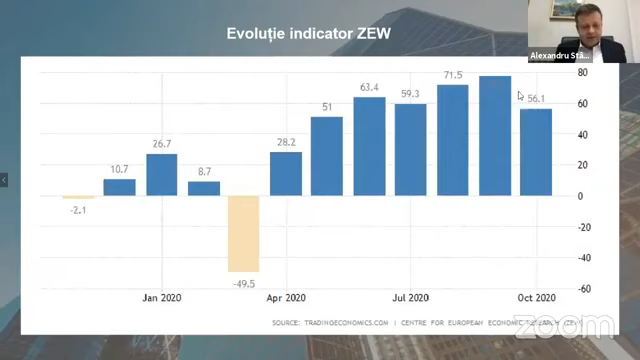 Evoluție indicator ZEW
Alexandru Stă...
80
60
40
20
0
-20
-40
-60
-2.1
10.7
26.7
8.7
-49.5
28.2
51
63.4
59.3
71.5
56.1
Jan 2020
Apr 2020
Jul 2020
Oct 2020
SOURCE: TRADINGECONOMICS.COM | CENTRE FOR EUROPEAN ECONOMIC RESEARCH (ZEW)
zoom